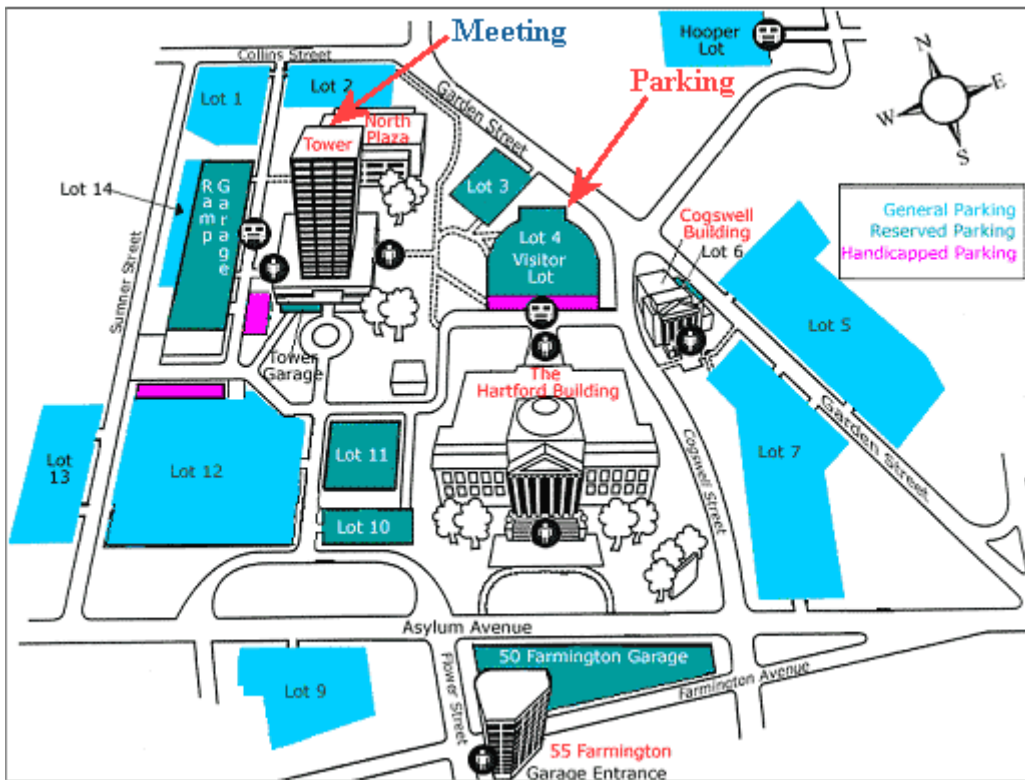 Meeting
Hooper
Lot
Collins Street
Garden Street
Parking
N
E
W
S
Lot 1
Lot 2
North
Plaza
Tower
Lot 14
Ramp
Garage
Lot 3
Lot 4
Visitor
Lot
Cogswell
Building
Lot 6
General Parking
Reserved Parking
Handicapped Parking
Sumner Street
Tower
Garage
Lot 5
The
Hartford Building
Garden Street
Lot 13
Lot 12
Lot 11
Lot 10
Cogswell Street
Lot 7
Asylum Avenue
Flower Street
50 Farmington Garage
Farmington Avenue
Lot 9
55 Farmington
Garage Entrance